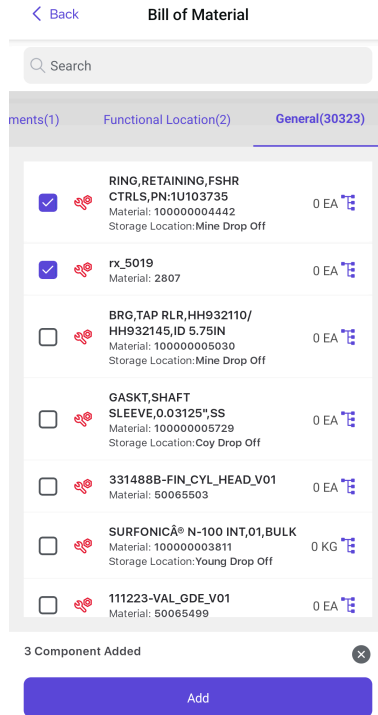 Back
Bill of Material
Search
ments(1)
Functional Location(2)
General(30323)
RING,RETAINING,FSHR
CTRLS,PN:1U103735
Material: 100000004442
Storage Location:Mine Drop Off
0 EA
rx_5019
Material: 2807
0 EA
BRG,TAP RLR,HH932110/
HH932145,ID 5.75IN
Material: 100000005030
Storage Location:Mine Drop Off
0 EA
GASKT,SHAFT
SLEEVE,0.03125",SS
Material: 100000005729
Storage Location:Coy Drop Off
0 EA
331488B-FIN_CYL_HEAD_V01
Material: 50065503
0 EA
SURFONICÂ® N-100 INT,01,BULK
Material: 100000003811
Storage Location:Young Drop Off
0 KG
111223-VAL_GDE_V01
Material: 50065499
0 EA
3 Component Added
Add